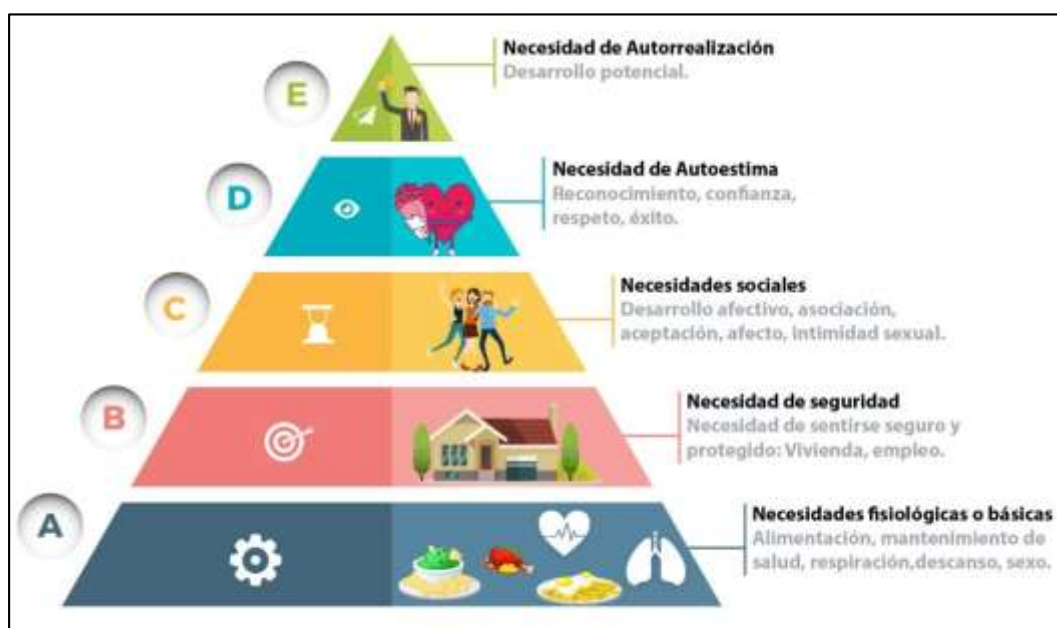 E
Necesidad de Autorrealización
Desarrollo potencial.
D
Necesidad de Autoestima
Reconocimiento, confianza,
respeto, éxito.
C
Necesidades sociales
Desarrollo afectivo, asociación,
aceptación, afecto, intimidad sexual.
B
Necesidad de seguridad
Necesidad de sentirse seguro y
protegido: Vivienda, empleo.
A
Necesidades fisiológicas o básicas
Alimentación, mantenimiento de
salud, respiración,descanso, sexo.